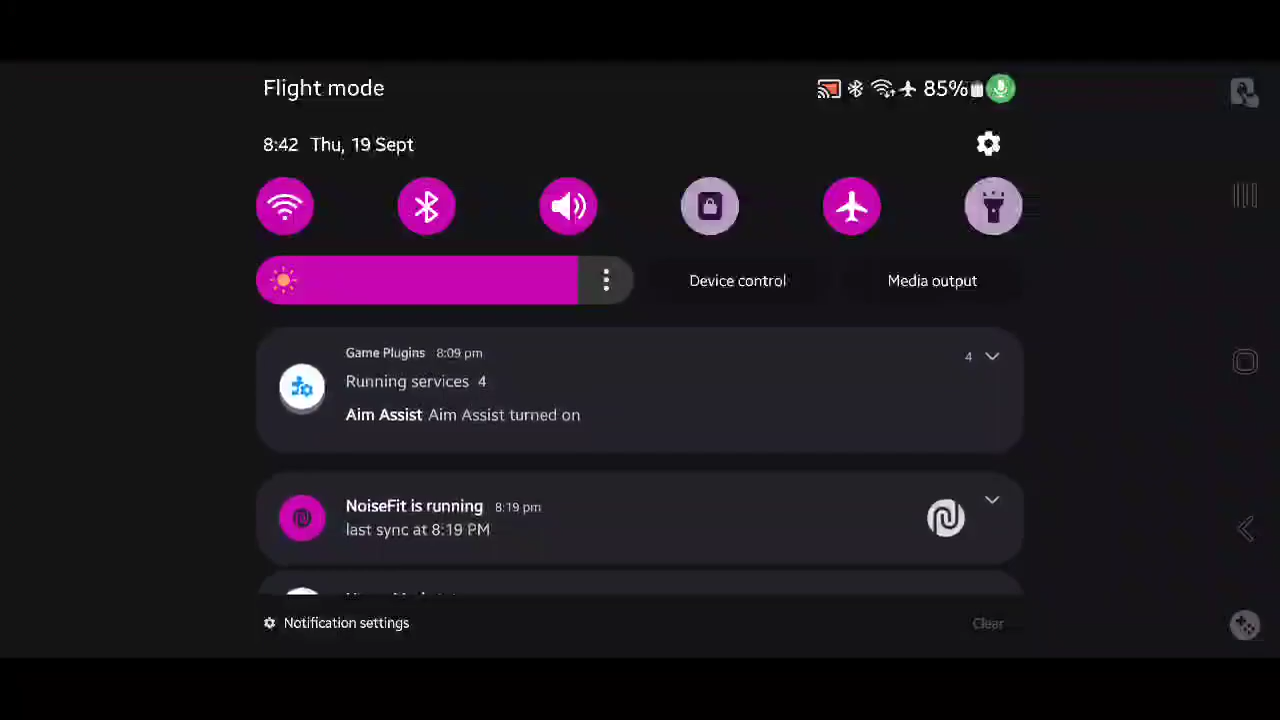 Flight mode
85%
8:42 Thu, 19 Sept
Device control
Media output
Game Plugins 8:09 pm
4
Running services 4
Aim Assist Aim Assist turned on
NoiseFit is running 8:19 pm
last sync at 8:19 PM
Notification settings
Clear